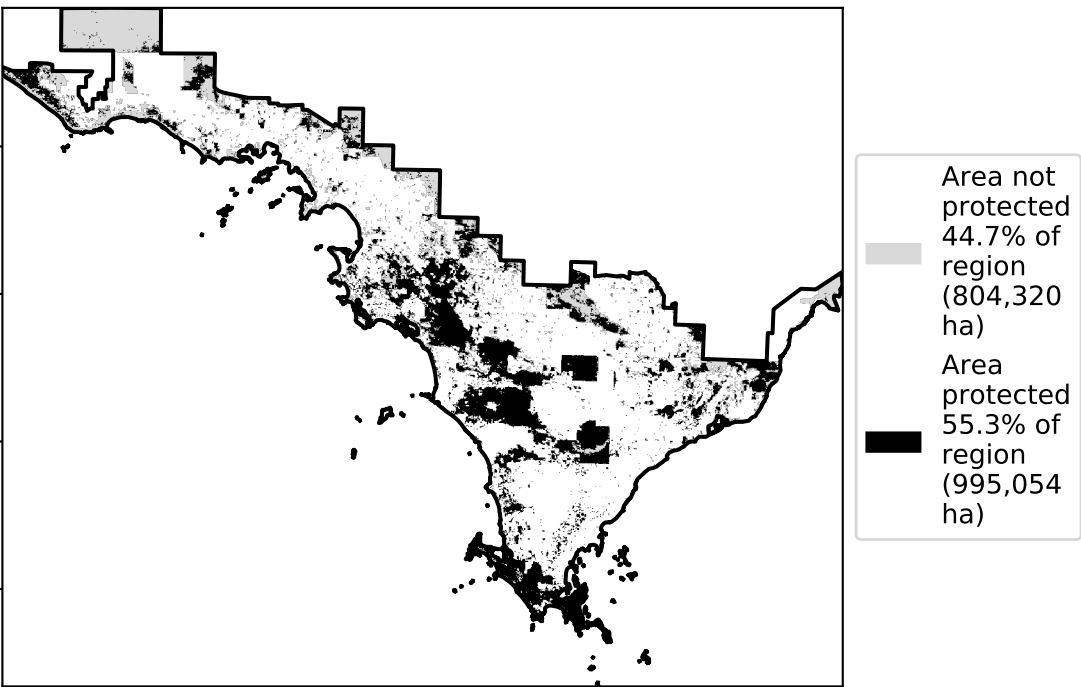 Area not
protected
44.7% of
region
(804,320
ha)
Area
protected
55.3% of
region
(995,054
ha)